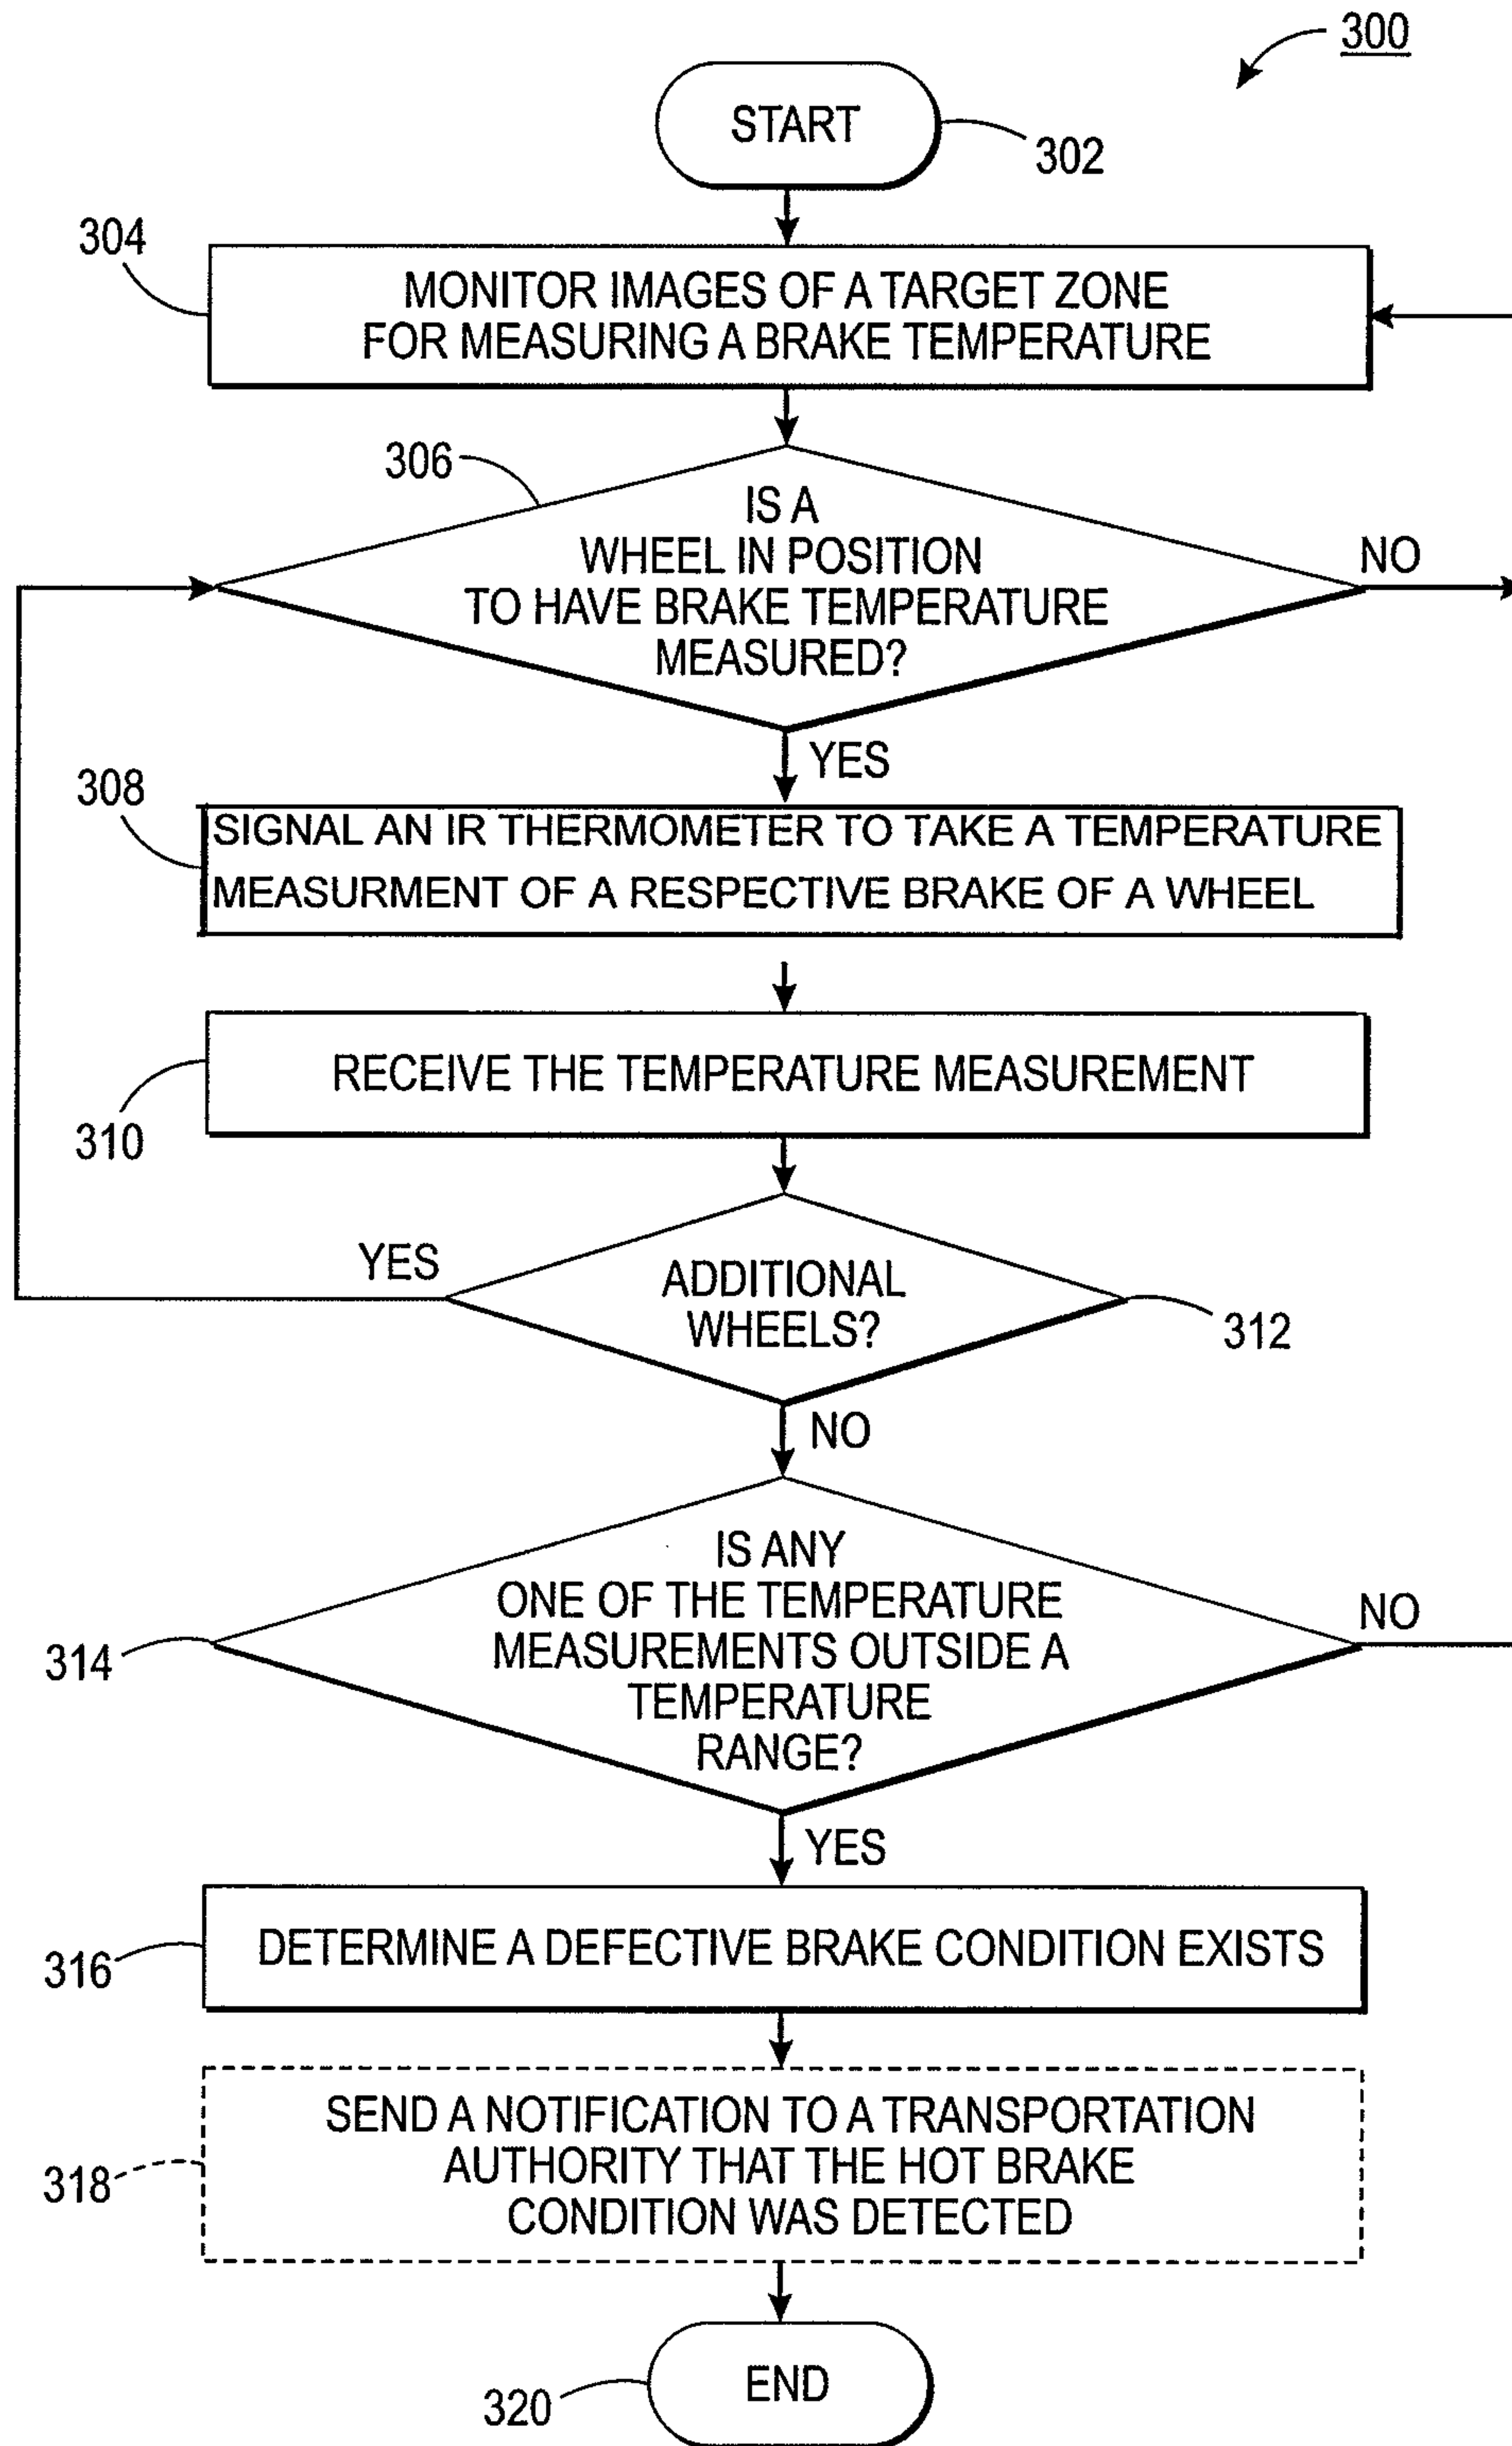 300
START
302
304
MONITOR IMAGES OF A TARGET ZONE
FOR MEASURING A BRAKE TEMPERATURE
306
IS A
WHEEL IN POSITION
TO HAVE BRAKE TEMPERATURE
MEASURED?
NO
YES
308
SIGNAL AN IR THERMOMETER TO TAKE A TEMPERATURE
MEASURMENT OF A RESPECTIVE BRAKE OF A WHEEL
RECEIVE THE TEMPERATURE MEASUREMENT
310
YES
ADDITIONAL
WHEELS?
312
NO
IS ANY
ONE OF THE TEMPERATURE
MEASUREMENTS OUTSIDE A
TEMPERATURE
RANGE?
NO
314
YES
DETERMINE A DEFECTIVE BRAKE CONDITION EXISTS
316
SEND A NOTIFICATION TO A TRANSPORTATION
AUTHORITY THAT THE HOT BRAKE
CONDITION WAS DETECTED
318
END
320